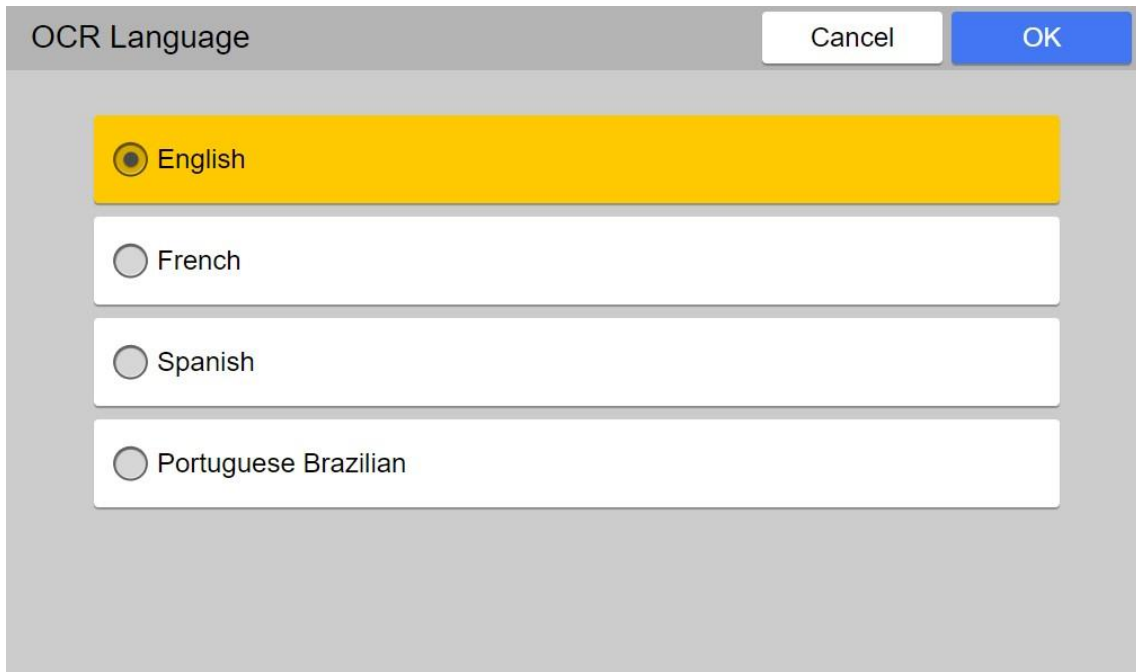 OCR Language Cancel OK
English
French
Spanish
Portuguese Brazilian